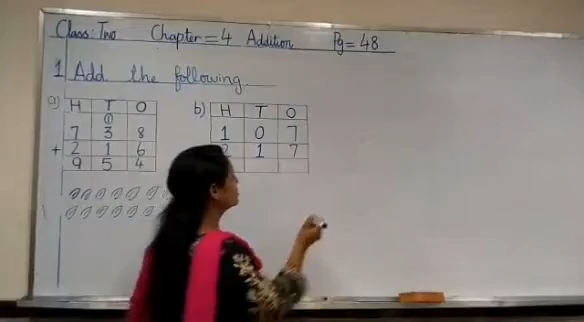 Class: Two Chapter = 4 Addition Pg = 48
1 Add the following
a) H T O b) H T O
1
7 3 8 1 0 7
+ 2 1 6 2 1 7
9 5 4